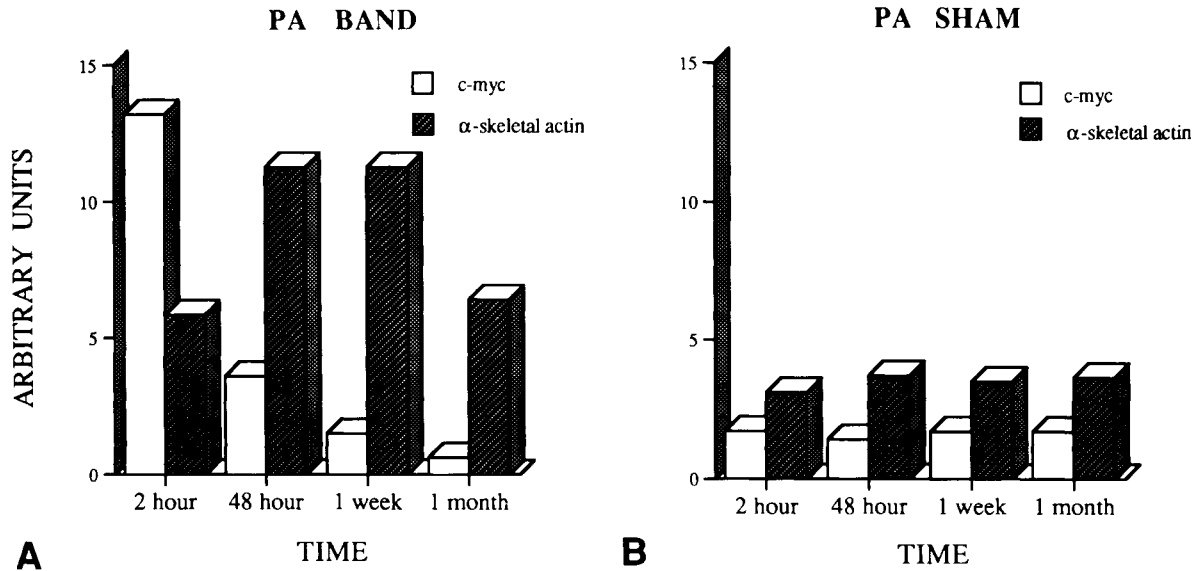 PA BAND
15
10
5
0
c-myc
α-skeletal actin
ARBITRARY UNITS
2 hour 48 hour 1 week 1 month
TIME
A
PA SHAM
15
10
5
0
c-myc
α-skeletal actin
2 hour 48 hour 1 week 1 month
TIME
B